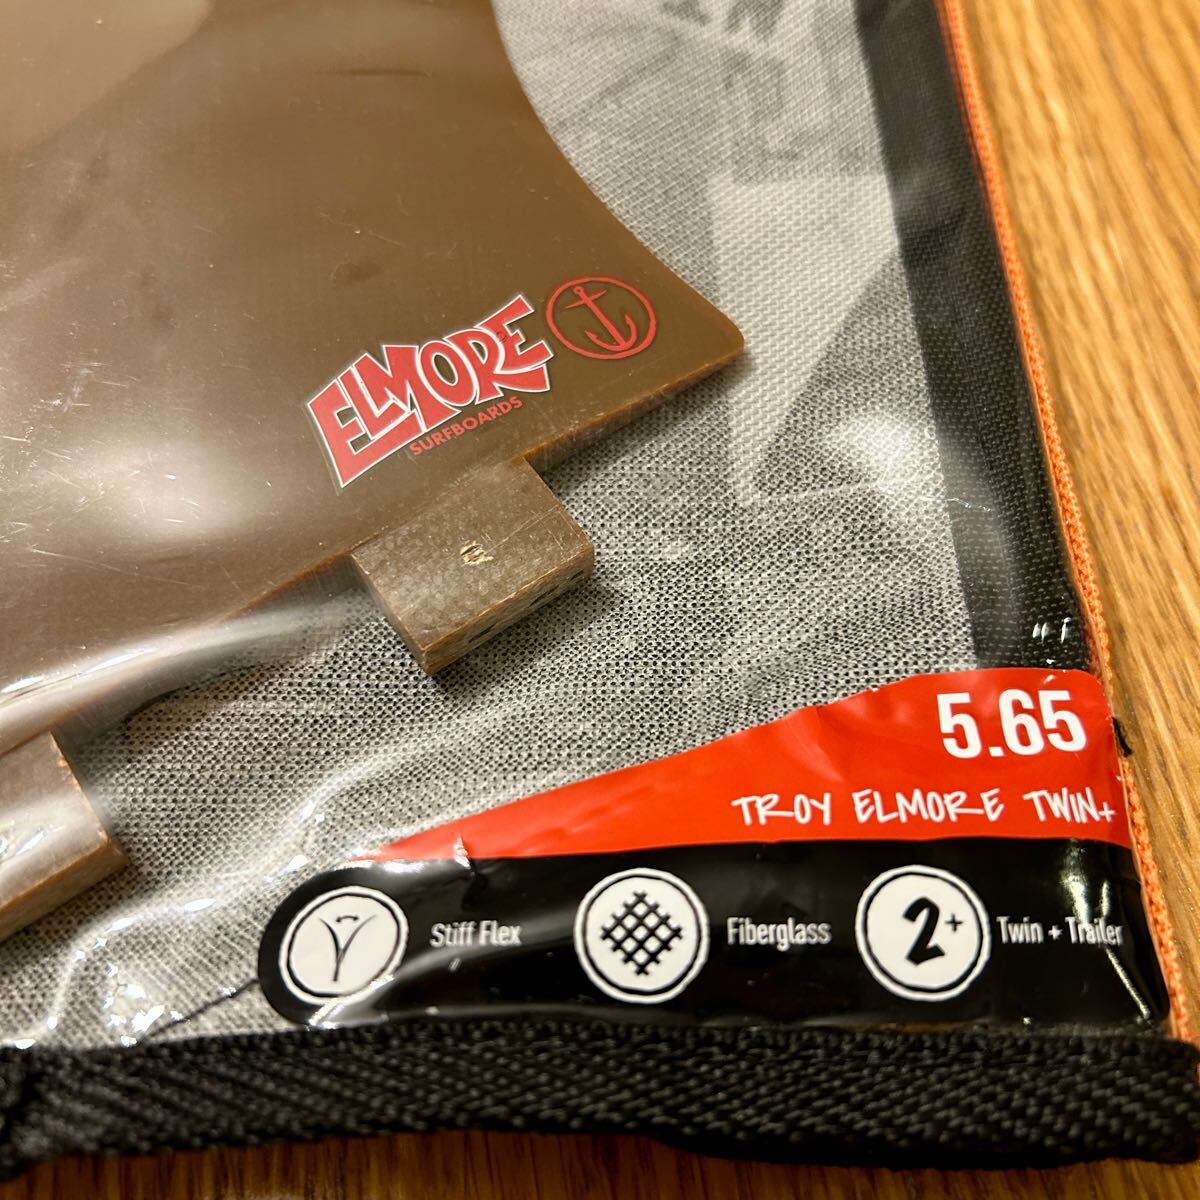 ELMORE
SURFBOARDS
5.65
TROY ELMORE TWIN+
Stiff Flex
Fiberglass
2+
Twin + Trailer